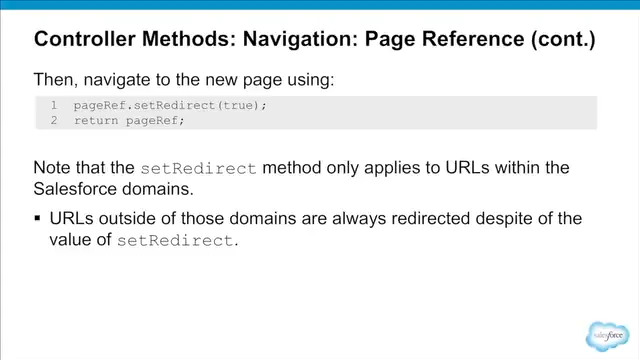 Controller Methods: Navigation: Page Reference (cont.)
Then, navigate to the new page using:
1 pageRef.setRedirect(true);
2 return pageRef;
Note that the setRedirect method only applies to URLs within the
Salesforce domains.
▪ URLs outside of those domains are always redirected despite of the
value of setRedirect.
salesforce